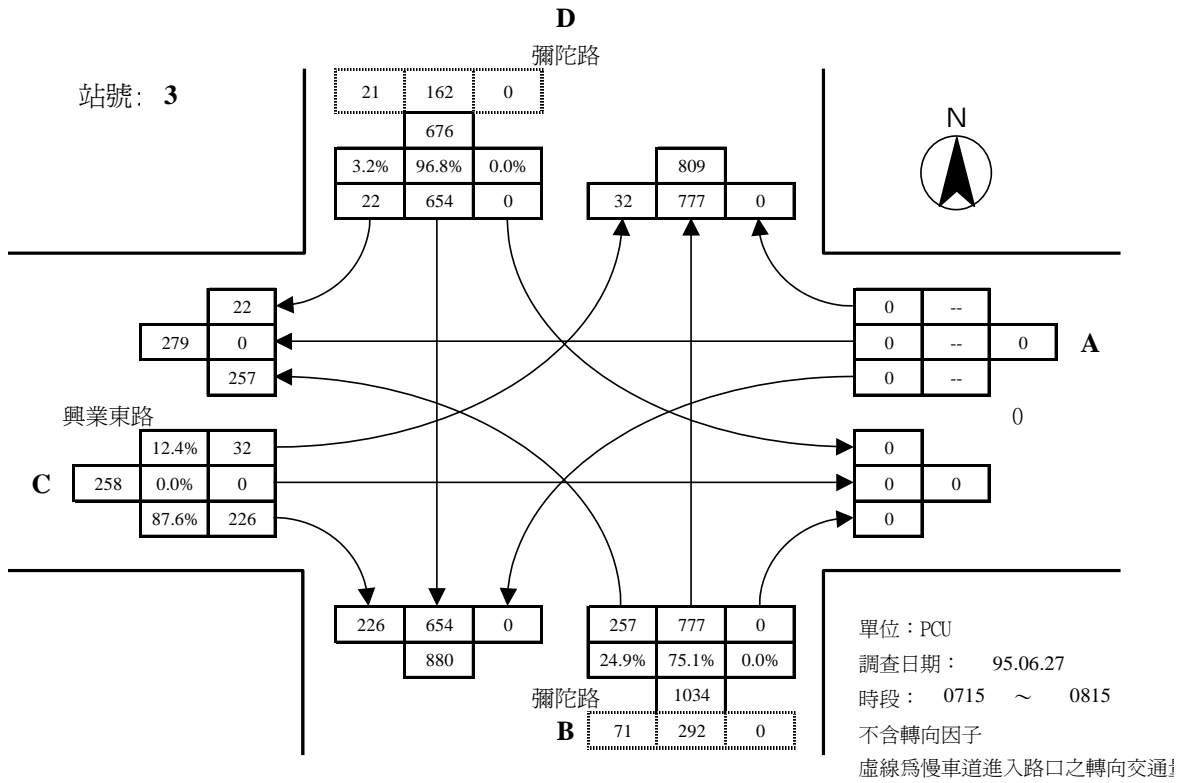 D
彌陀路
站號: 3
21 162 0
676
3.2% 96.8% 0.0%
22 654 0
809
32 777 0
N
22
279 0
257
0 --
0 -- 0
0 --
A
0
興業東路
12.4% 32
C 258 0.0% 0
87.6% 226
0
0 0
0
226 654 0
880
257 777 0
24.9% 75.1% 0.0%
1034
彌陀路
B 71 292 0
單位：PCU
調查日期： 95.06.27
時段： 0715 ～ 0815
不含轉向因子
虛線爲慢車道進入路口之轉向交通